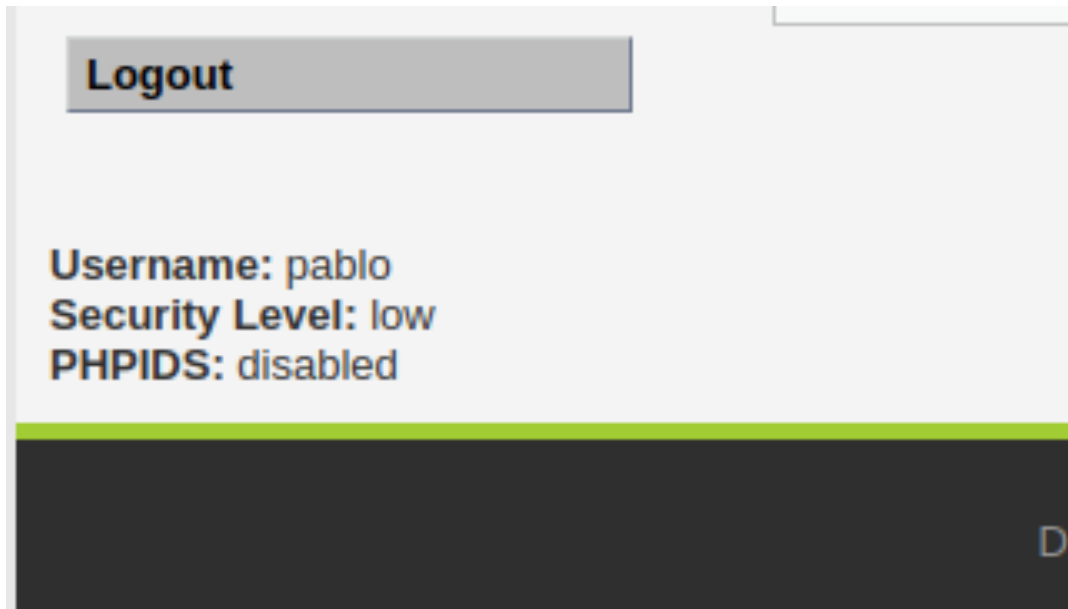 Logout
Username: pablo
Security Level: low
PHPIDS: disabled
D